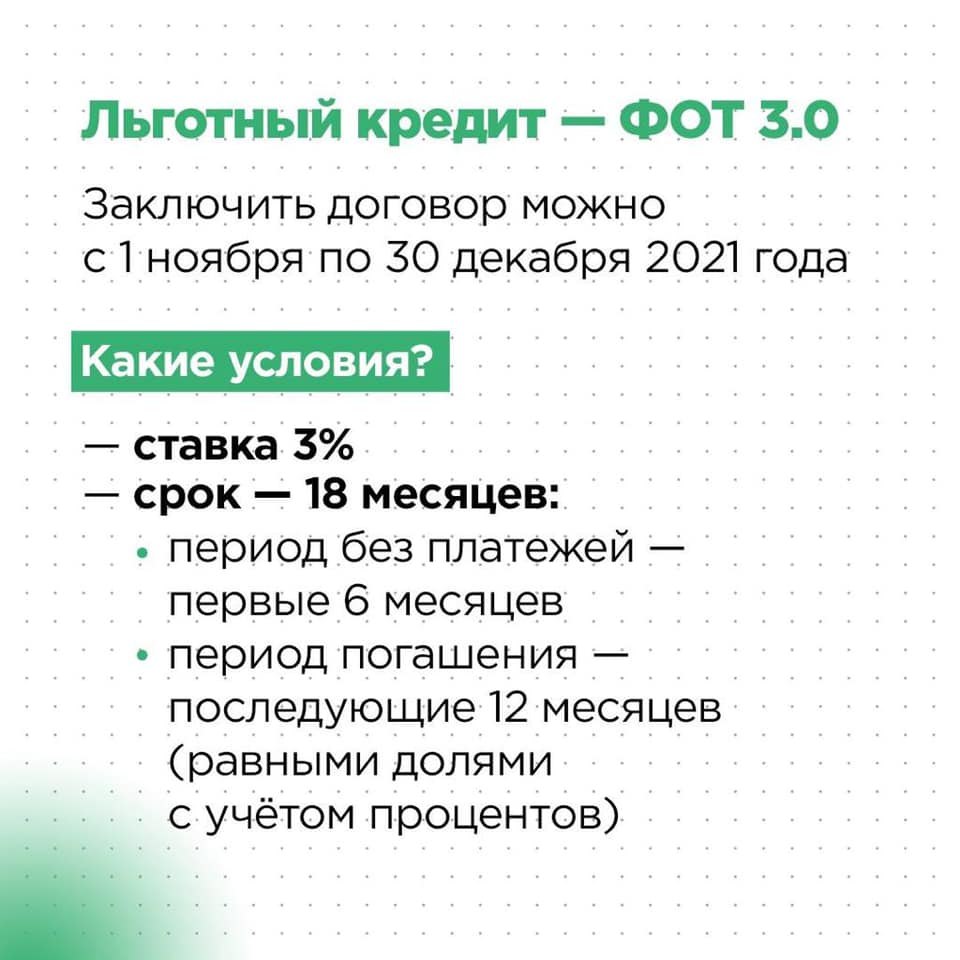 Льготный кредит — ФОТ 3.0
Заключить договор можно
с 1 ноября по 30 декабря 2021 года
Какие условия?
— ставка 3%
— срок — 18 месяцев:
• период без платежей —
первые 6 месяцев
• период погашения —
последующие 12 месяцев
(равными долями
с учётом процентов)